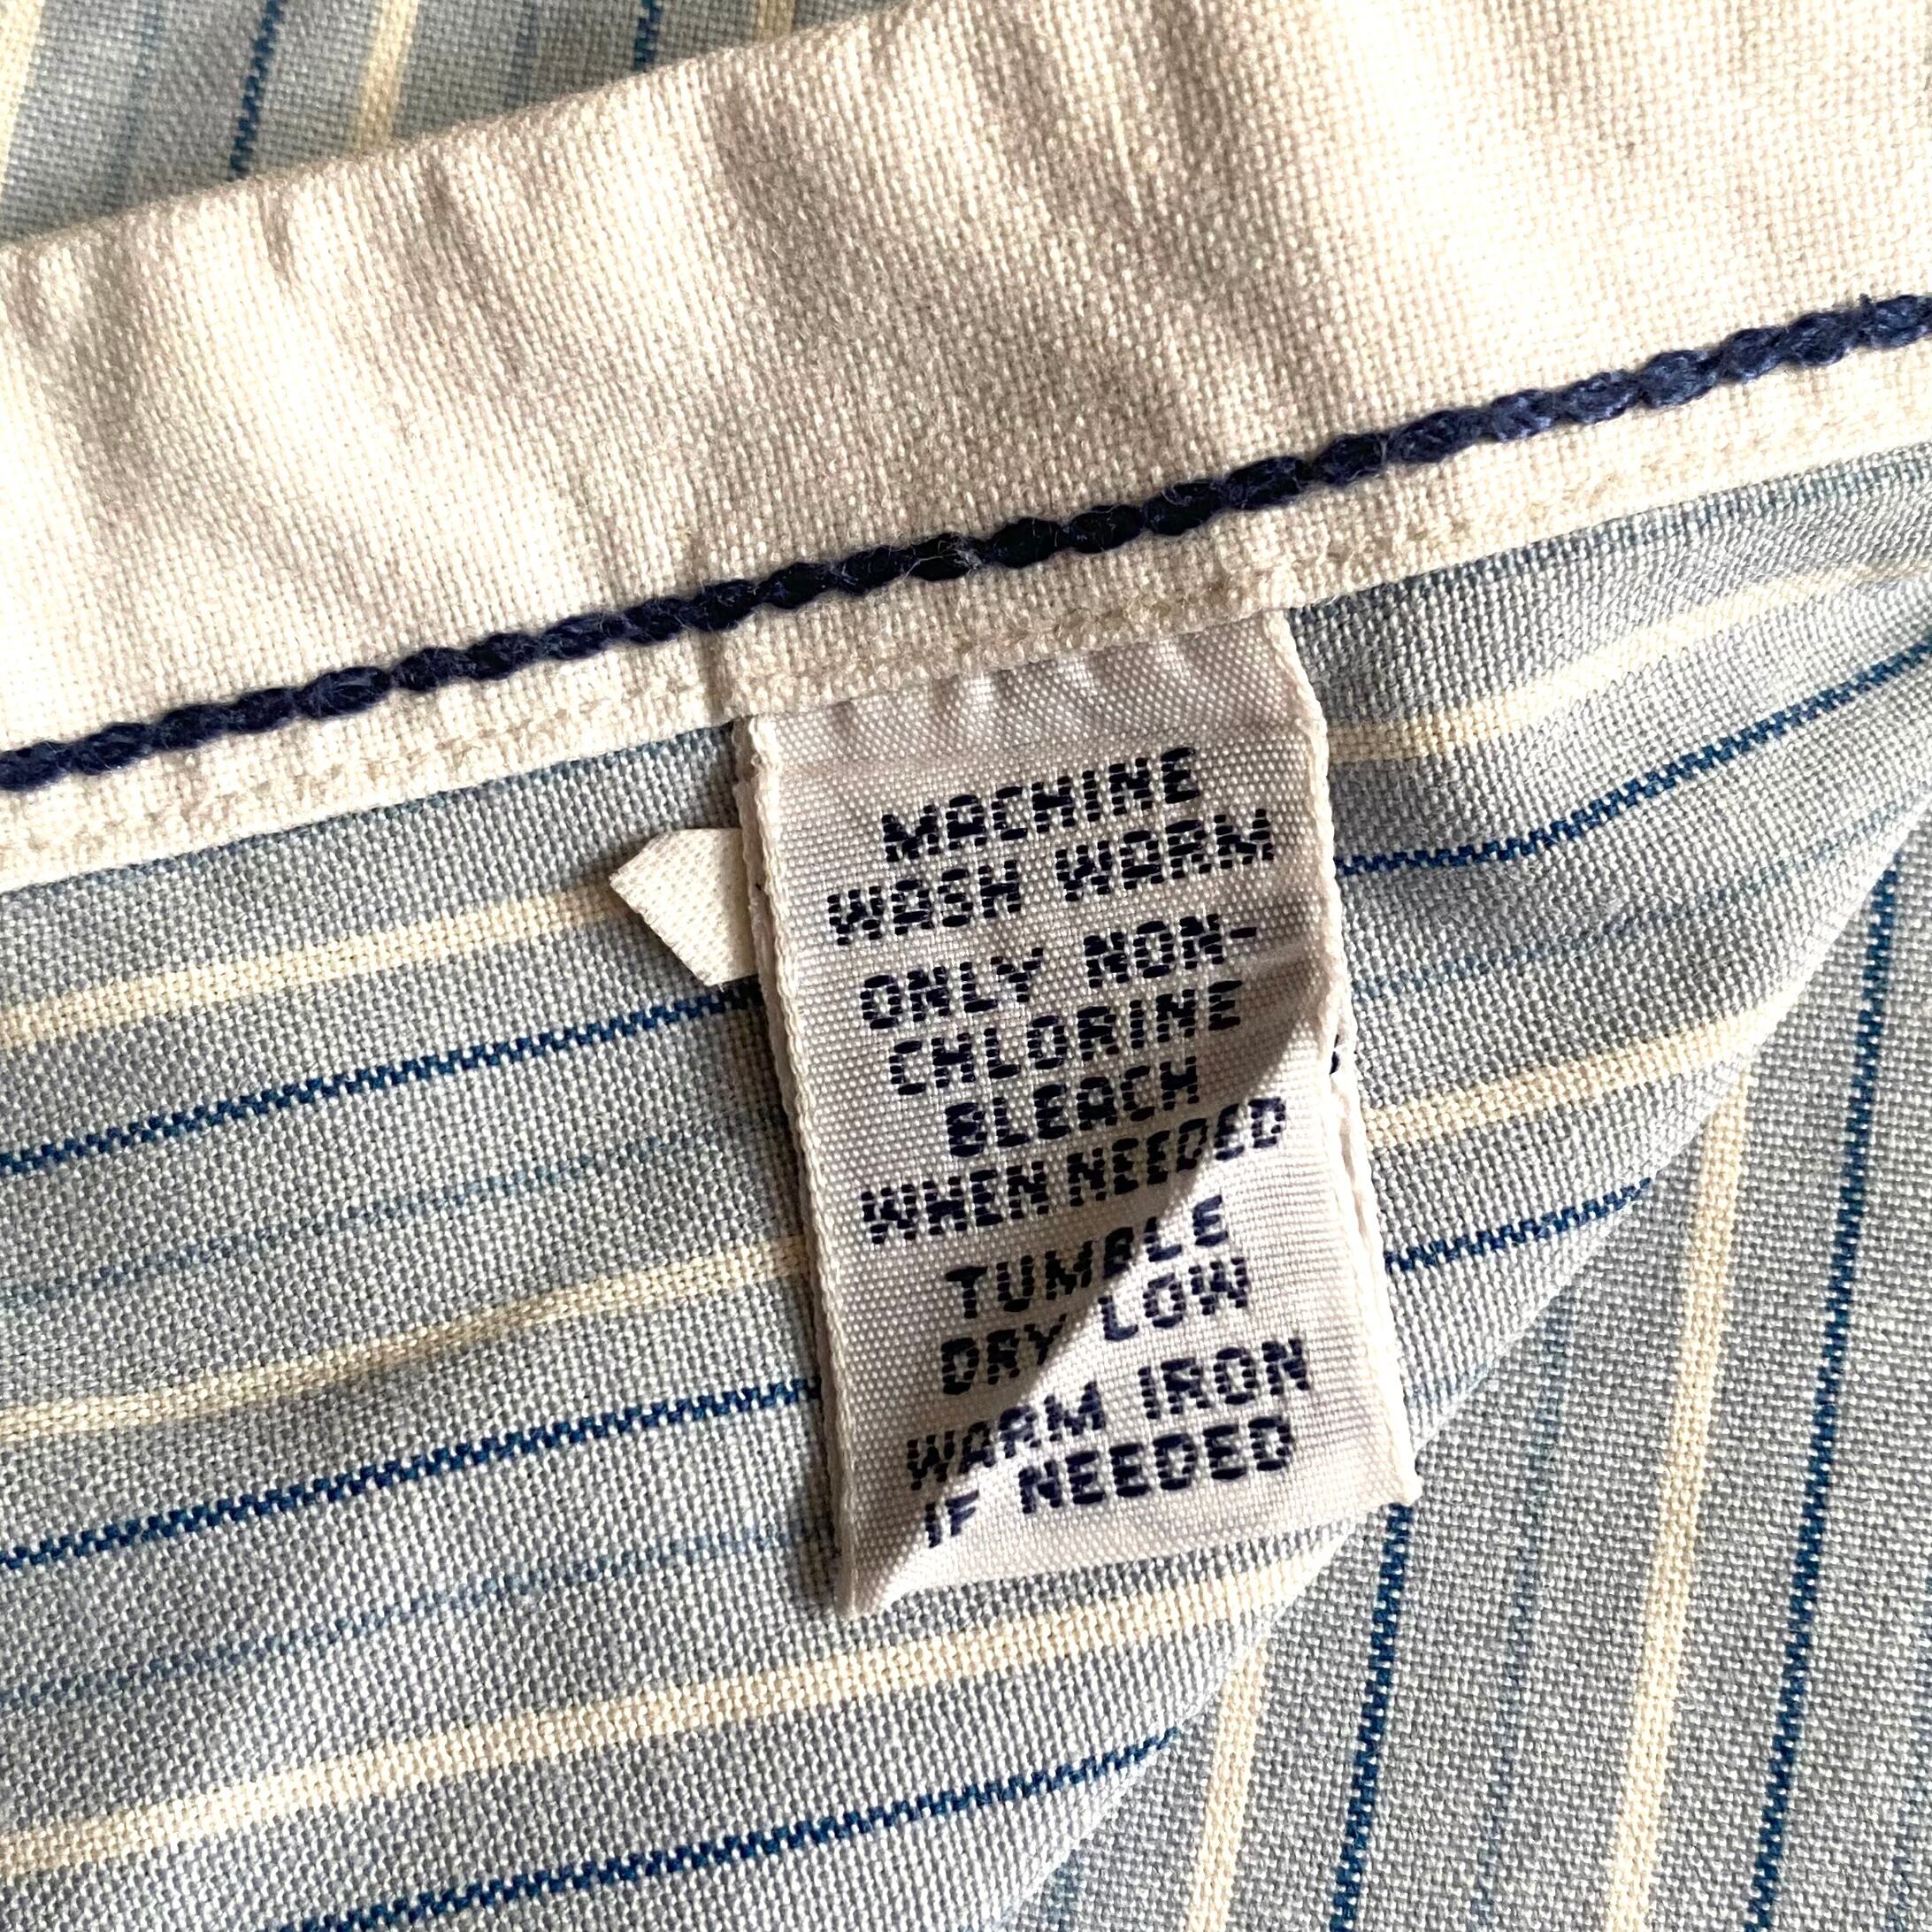 MACHINE
WASH WARM
ONLY NON-
CHLORINE
BLEACH
WHEN NEEDED
TUMBLE
DRY LOW
WARM IRON
IF NEEDED